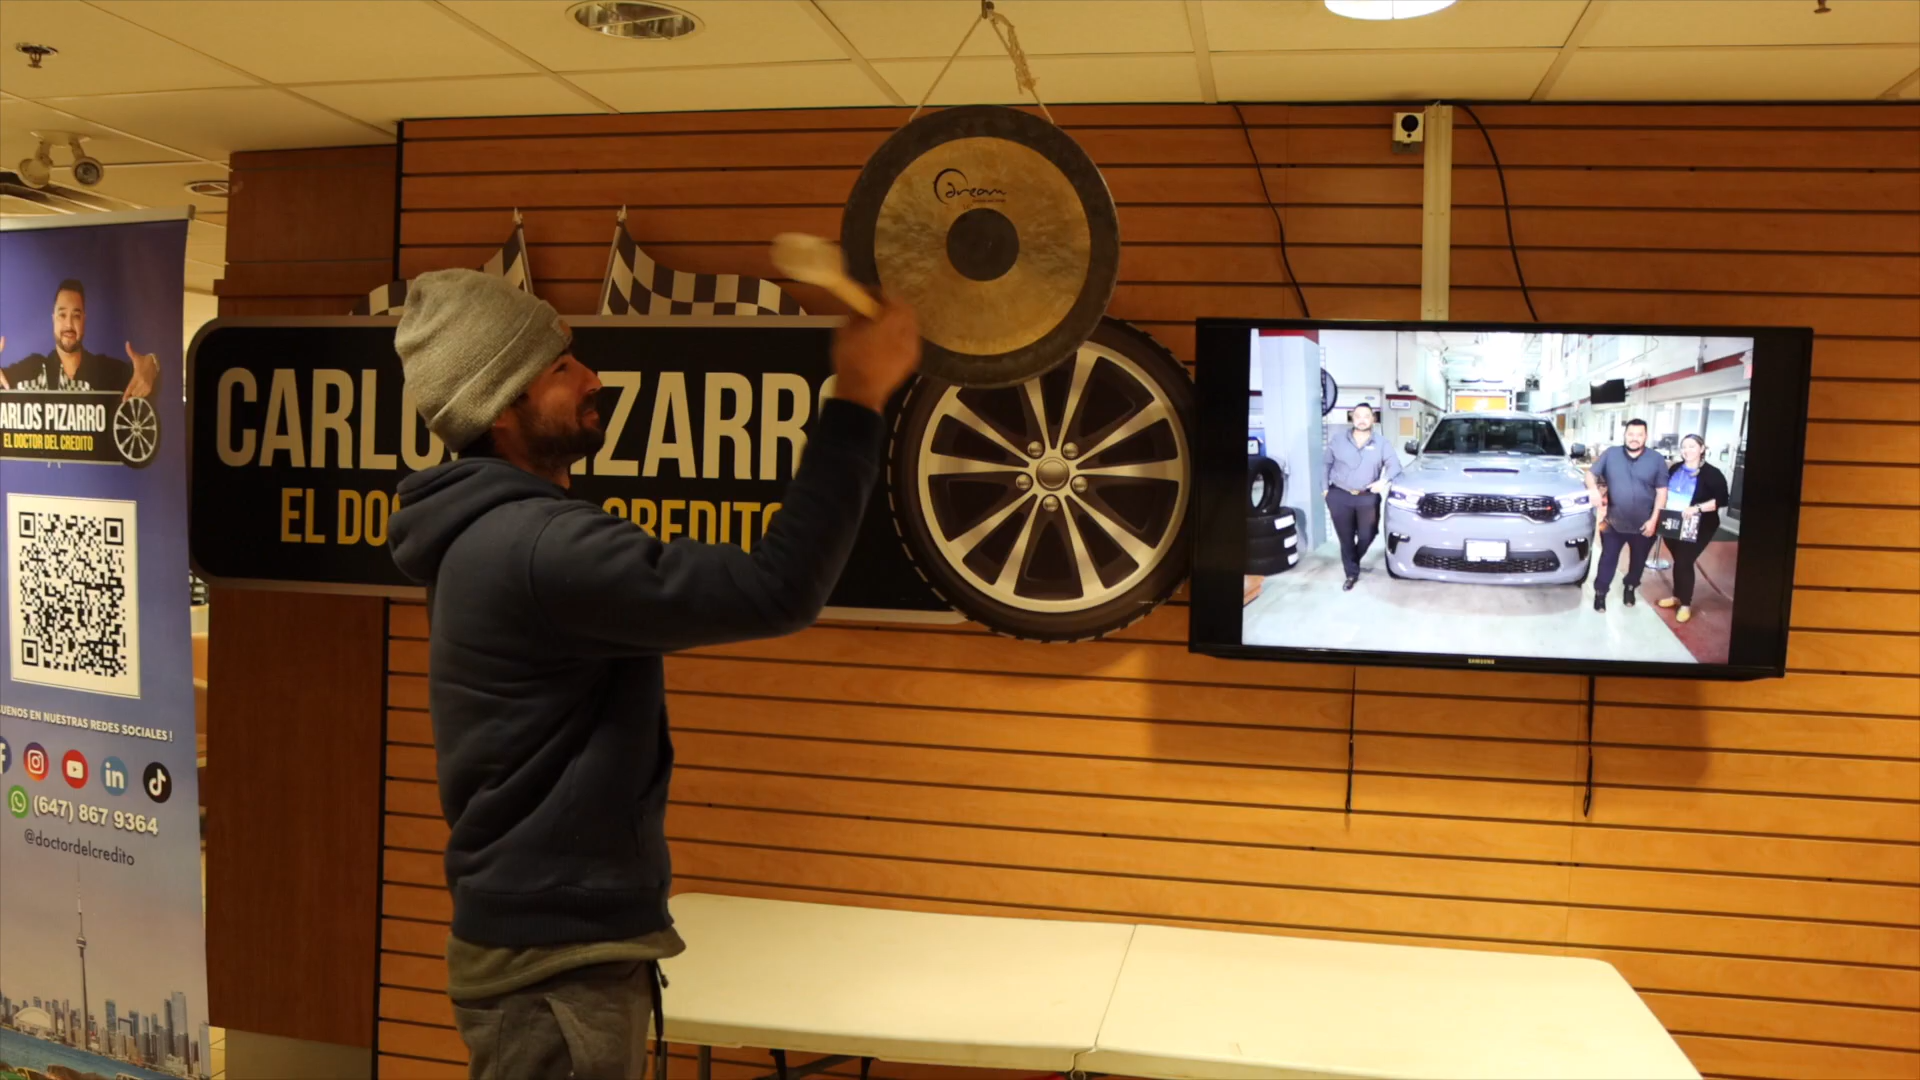 CARLOS PIZARRO
EL DOCTOR DEL CREDITO
UENOS EN NUESTRAS REDES SOCIALES !
(647) 867 9364
@doctordelcredito
CARLO IZARR
EL DO CREDITO
dream
SAMSUNG